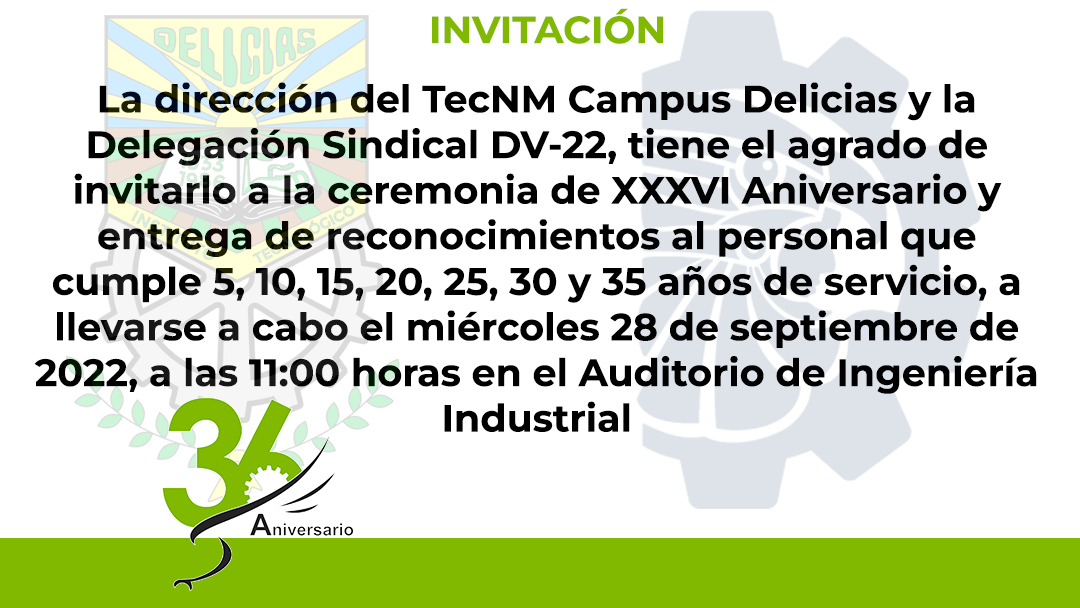 INVITACIÓN
DELICIAS
La dirección del TecNM Campus Delicias y la
Delegación Sindical DV-22, tiene el agrado de
invitarlo a la ceremonia de XXXVI Aniversario y
entrega de reconocimientos al personal que
cumple 5, 10, 15, 20, 25, 30 y 35 años de servicio, a
llevarse a cabo el miércoles 28 de septiembre de
2022, a las 11:00 horas en el Auditorio de Ingeniería
Industrial
36
Aniversario